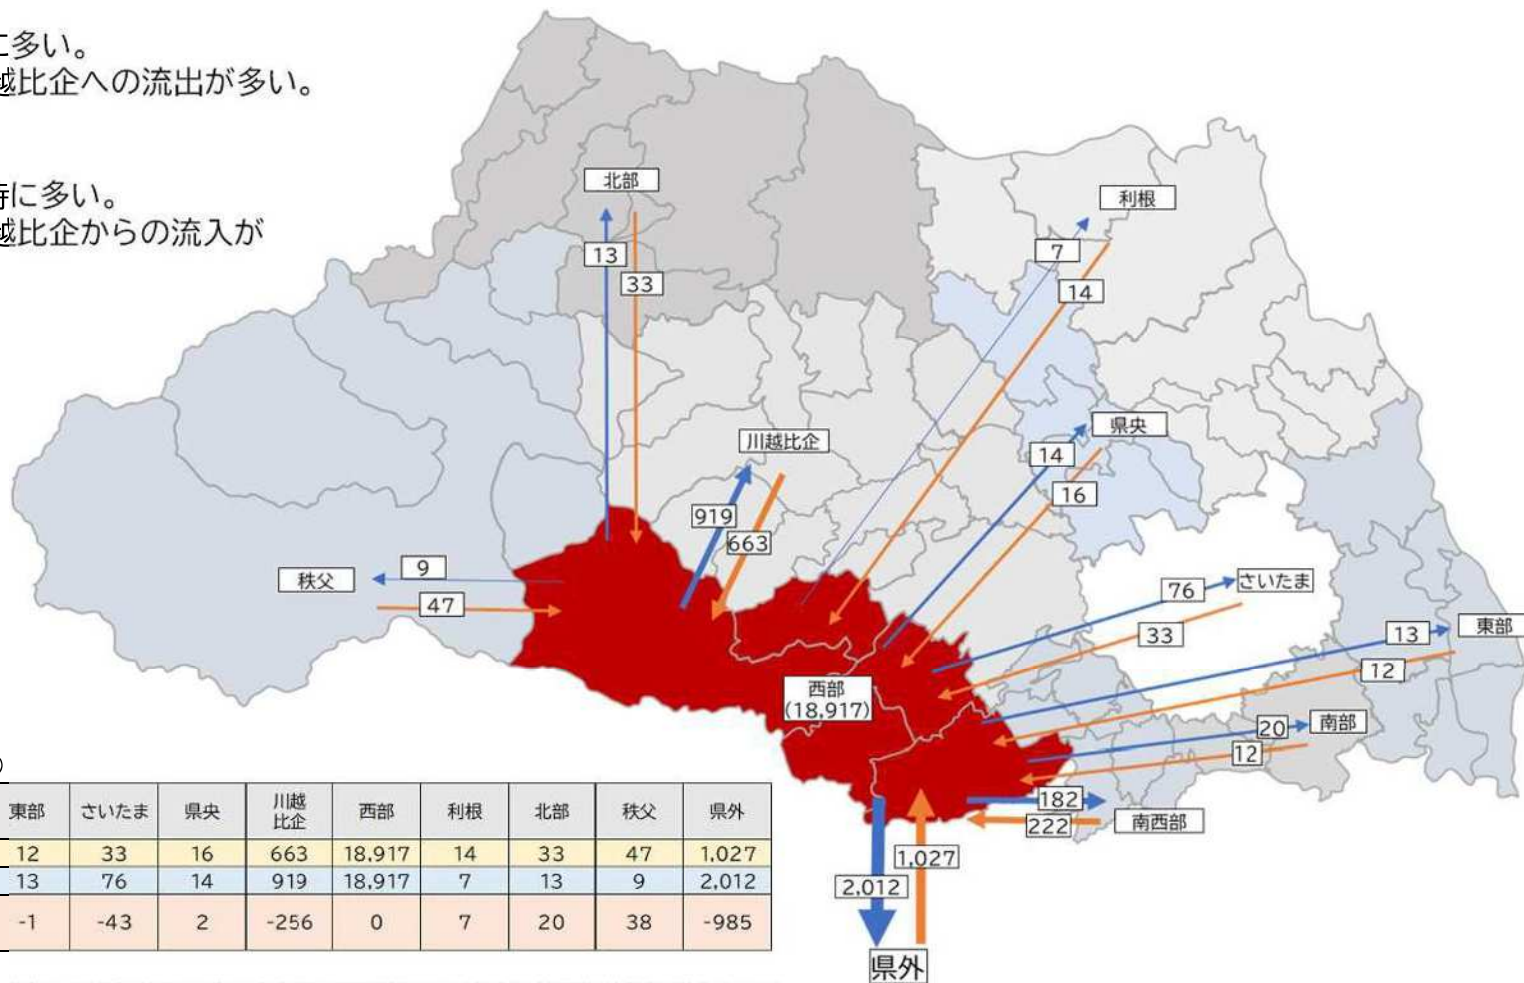 に多い。
越比企への流出が多い。
特に多い。
越比企からの流入が
北部
利根
13
33
7
14
川越比企
県央
14
16
919
663
秩父
9
47
さいたま
76
33
東部
13
12
西部
(18,917)
南部
20
12
182
222
南西部
1,027
2,012
県外
東部 さいたま 県央 川越比企 西部 利根 北部 秩父 県外
12 33 16 663 18,917 14 33 47 1,027
13 76 14 919 18,917 7 13 9 2,012
-1 -43 2 -256 0 7 20 38 -985